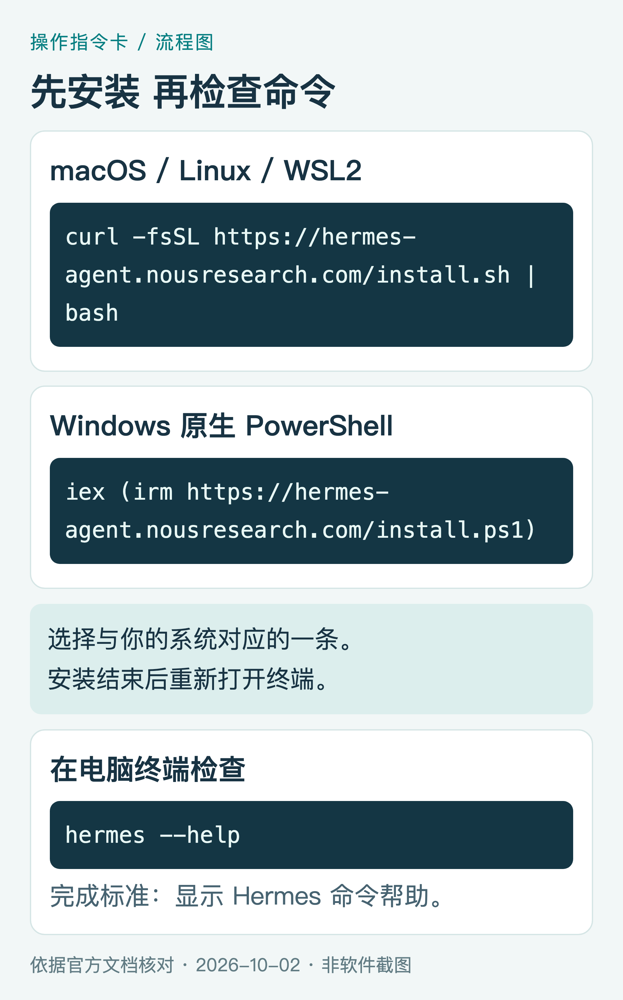 操作指令卡 / 流程图
先安装 再检查命令
macOS / Linux / WSL2
curl -fsSL https://hermes-
agent.nousresearch.com/install.sh |
bash
Windows 原生 PowerShell
iex (irm https://hermes-
agent.nousresearch.com/install.ps1)
选择与你的系统对应的一条。
安装结束后重新打开终端。
在电脑终端检查
hermes --help
完成标准：显示 Hermes 命令帮助。
依据官方文档核对 · 2026-10-02 · 非软件截图